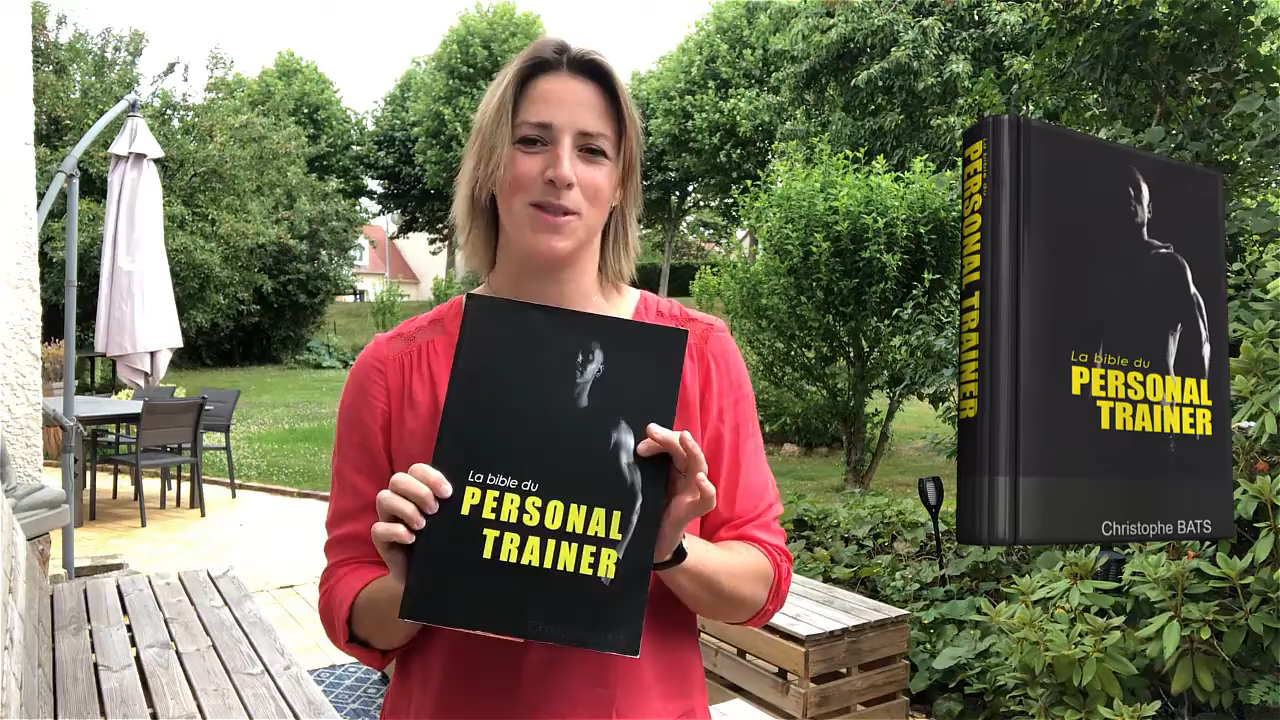 La bible du
PERSONAL
TRAINER
La bible du
PERSONAL TRAINER
La bible du
PERSONAL
TRAINER
Christophe BATS